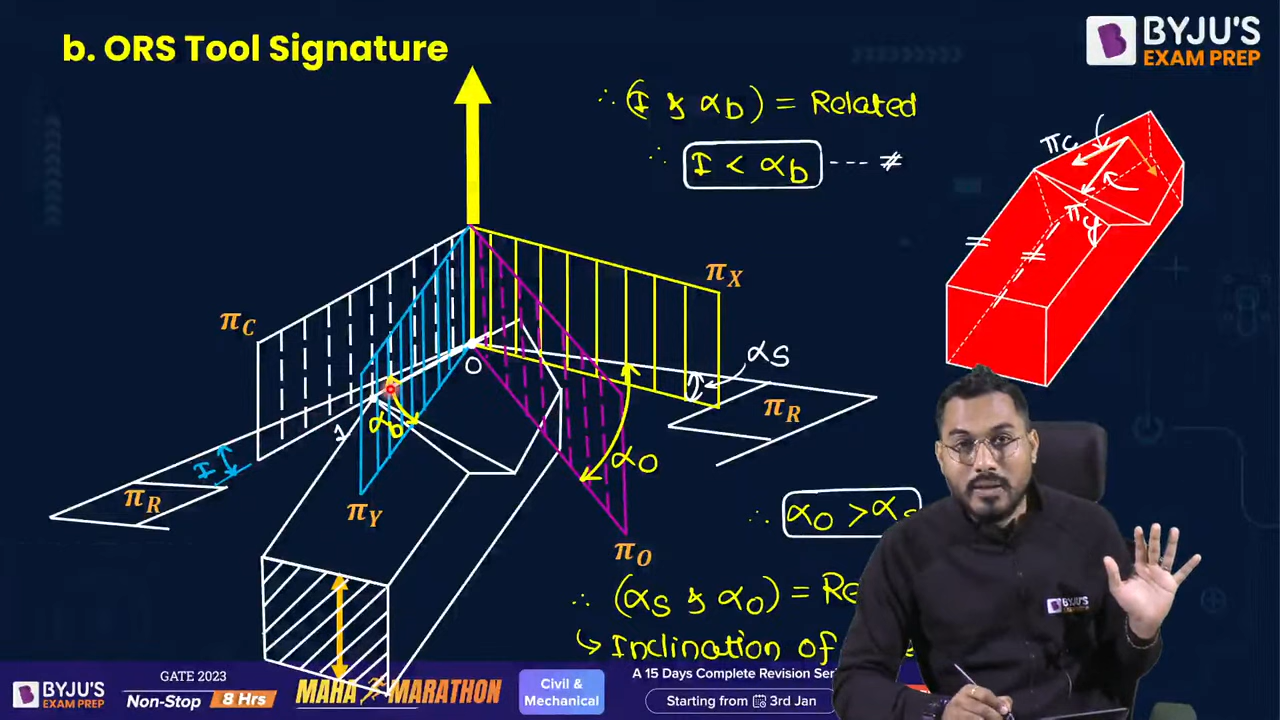 b. ORS Tool Signature
BYJU'S
EXAM PREP
∴ (I & αb) = Related
∴ I < αb --- *
πC
πy
πC
πX
αS
πR
O
αb
I
πR
πY
αO
πO
∴ αO > αS
∴ (αS & αO) = Re
↳ Inclination of
BYJU'S
BYJU'S
EXAM PREP
GATE 2023
Non-Stop 8 Hrs
MAHA MARATHON
Civil &
Mechanical
A 15 Days Complete Revision Ser
Starting from 3rd Jan